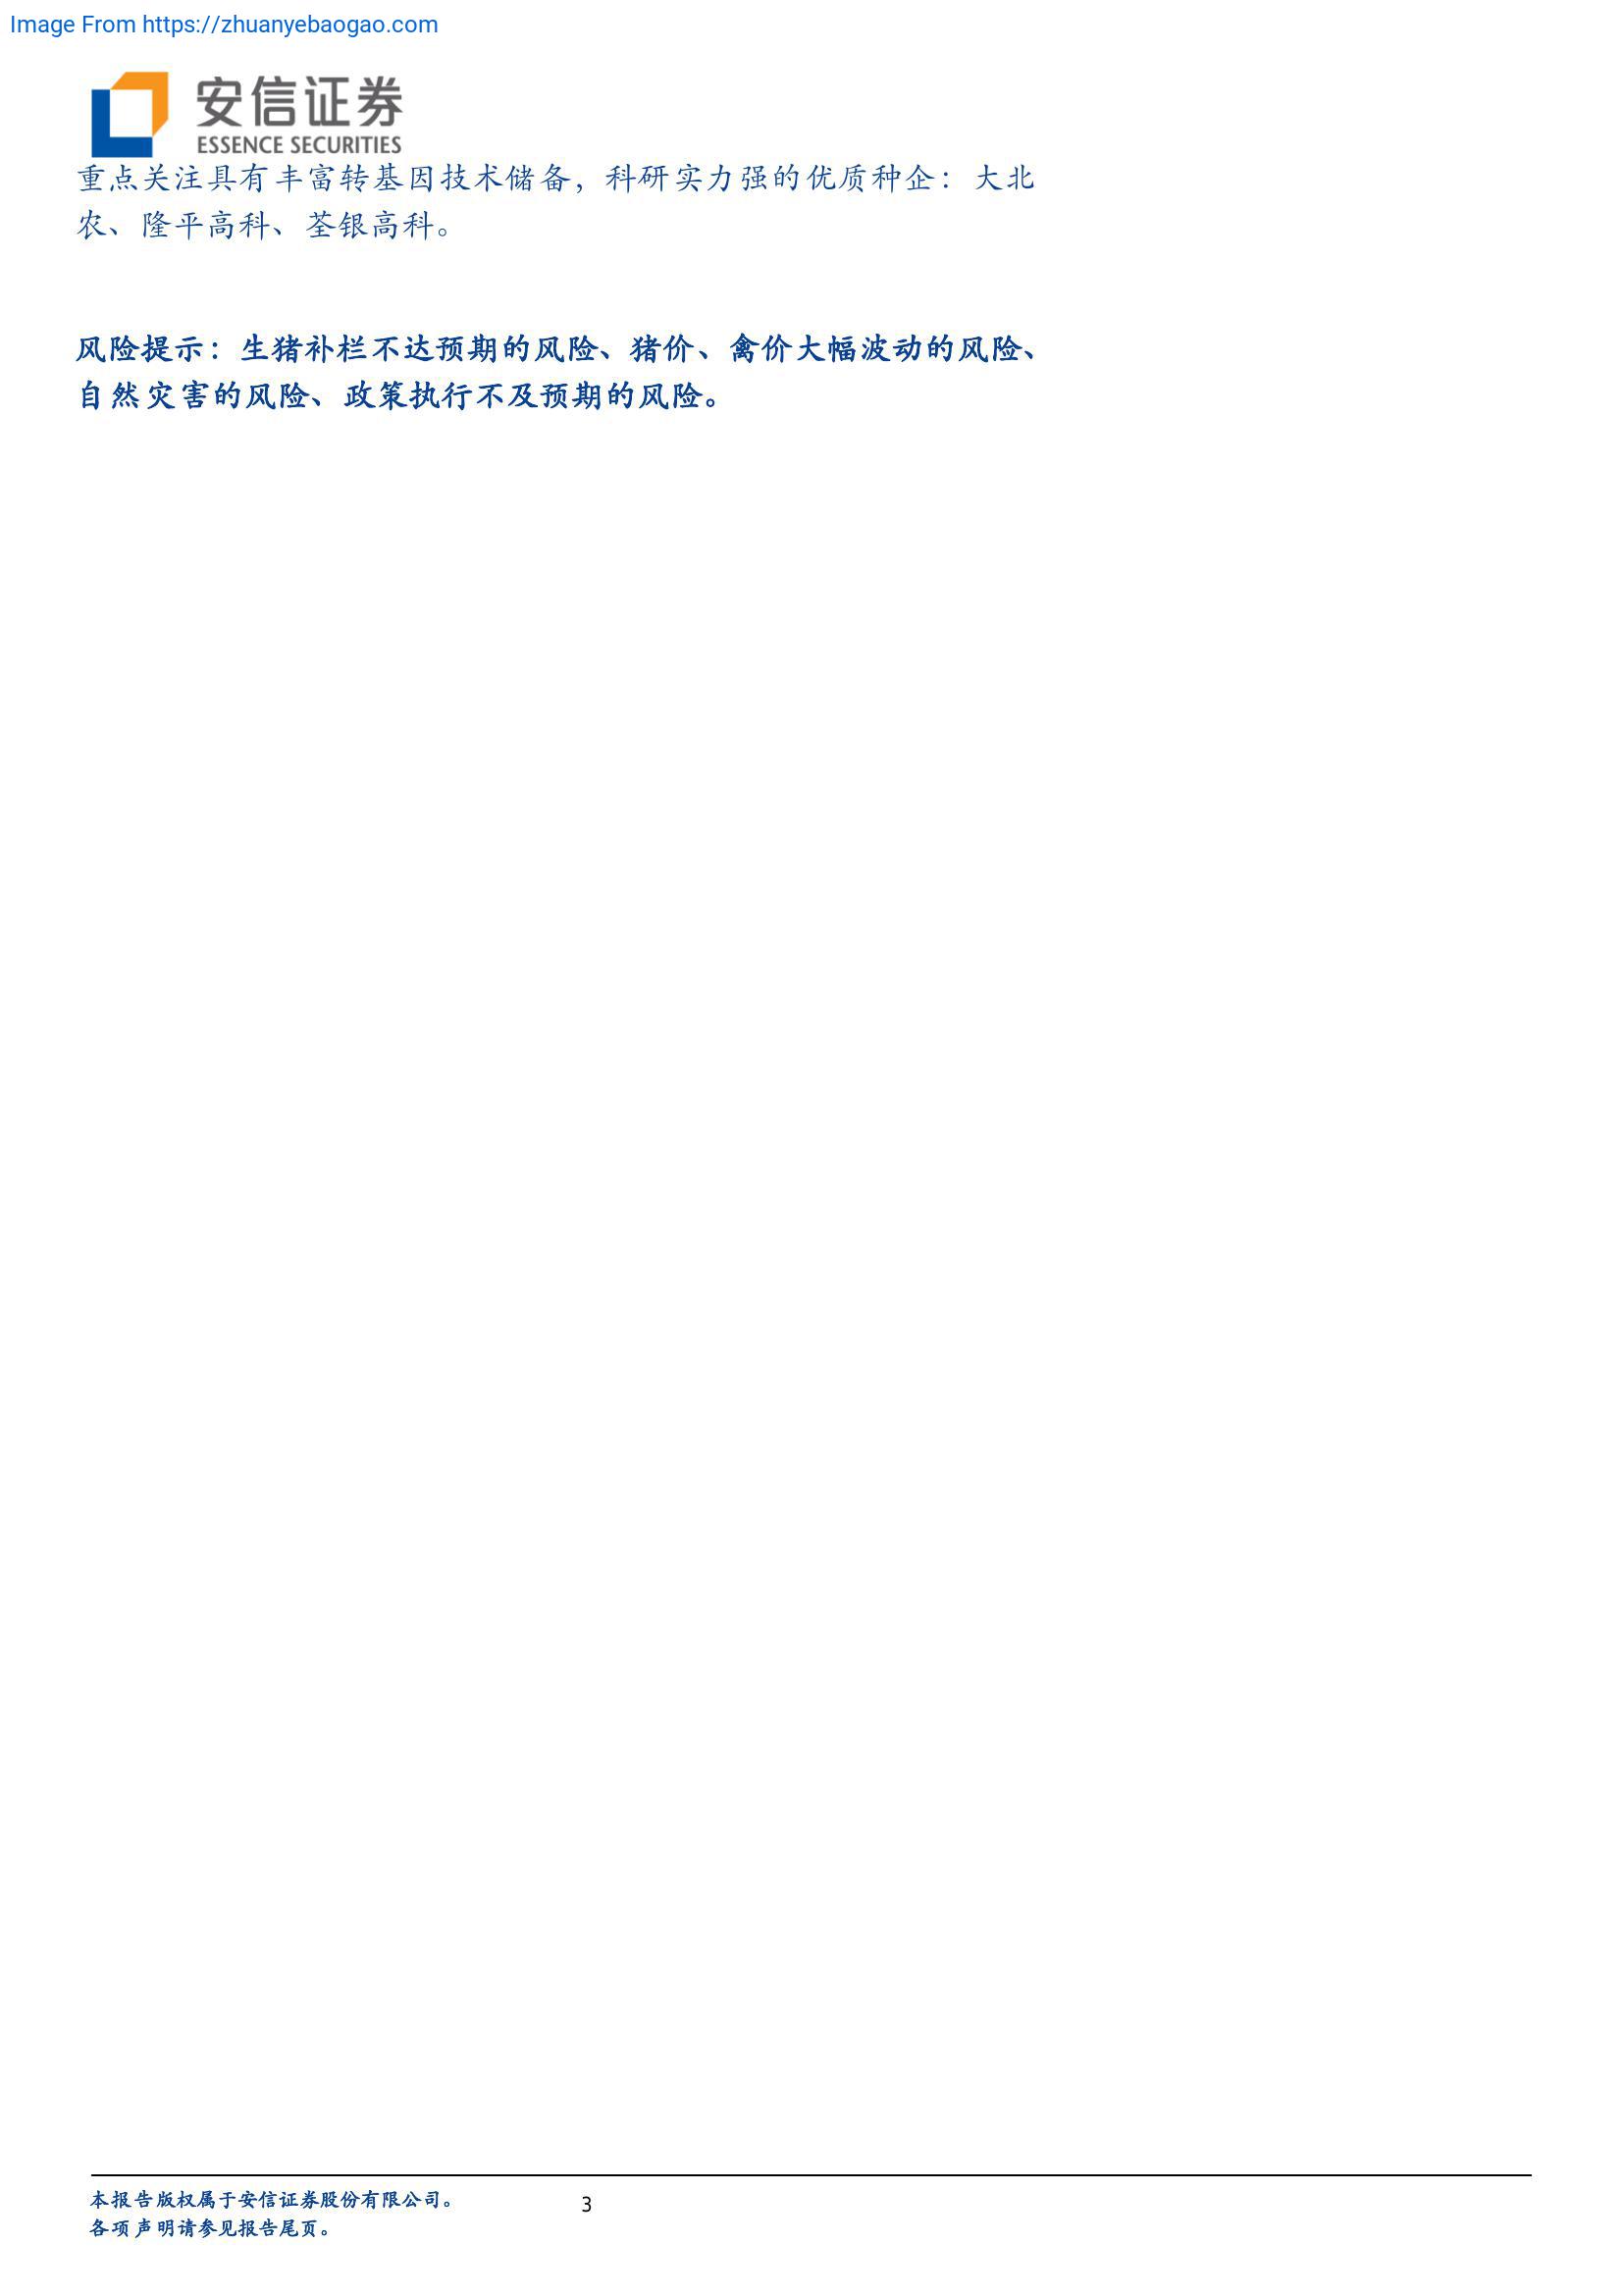 Image From https://zhuanyebaogao.com
安信证券
ESSENCE SECURITIES
重点关注具有丰富转基因技术储备，科研实力强的优质种企：大北
农、隆平高科、荃银高科。
风险提示：生猪补栏不达预期的风险、猪价、禽价大幅波动的风险、
自然灾害的风险、政策执行不及预期的风险。
本报告版权属于安信证券股份有限公司。
3
各项声明请参见报告尾页。